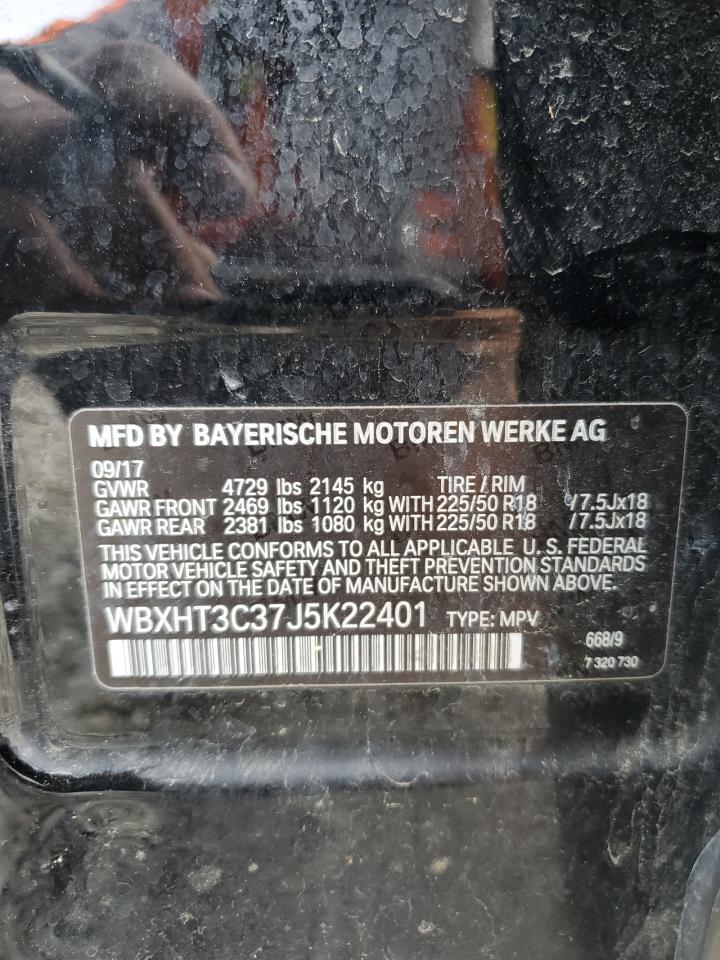 MFD BY BAYERISCHE MOTOREN WERKE AG
09/17
GVWR 4729 lbs 2145 kg TIRE / RIM
GAWR FRONT 2469 lbs 1120 kg WITH 225/50 R18 /7.5Jx18
GAWR REAR 2381 lbs 1080 kg WITH 225/50 R18 /7.5Jx18
THIS VEHICLE CONFORMS TO ALL APPLICABLE U. S. FEDERAL
MOTOR VEHICLE SAFETY AND THEFT PREVENTION STANDARDS
IN EFFECT ON THE DATE OF MANUFACTURE SHOWN ABOVE.
WBXHT3C37J5K22401 TYPE: MPV
668/9
7 320 730